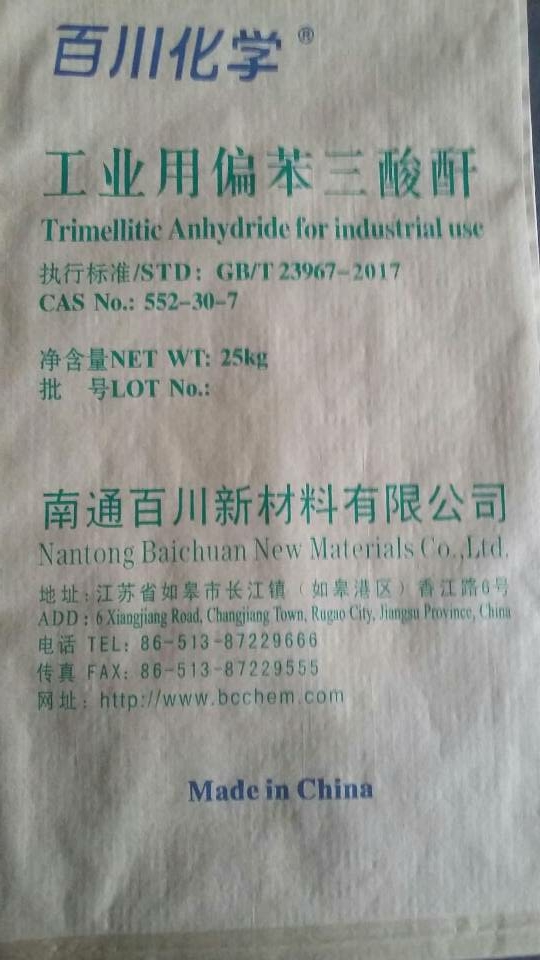 百川化学®
工业用偏苯三酸酐
Trimellitic Anhydride for industrial use
执行标准/STD: GB/T 23967-2017
CAS No.: 552-30-7
净含量NET WT: 25kg
批 号LOT No.:
南通百川新材料有限公司
Nantong Baichuan New Materials Co.,Ltd.
地址:江苏省如皋市长江镇(如皋港区)香江路6号
ADD:6 Xiangjiang Road, Changjiang Town, Rugao City, Jiangsu Province, China
电话 TEL: 86-513-87229666
传真 FAX: 86-513-87229555
网址: http://www.bcchem.com
Made in China